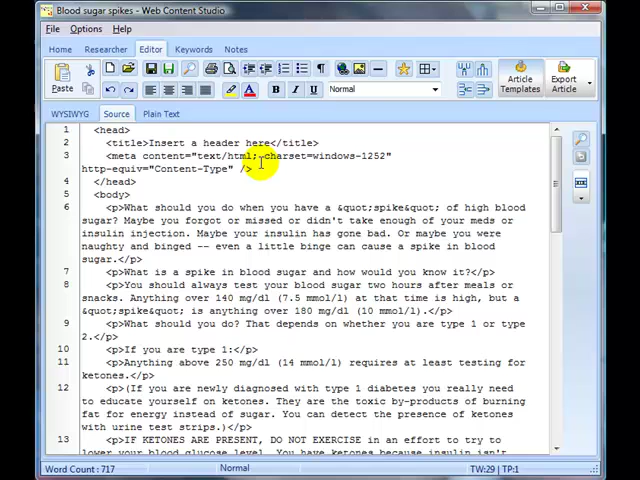 Blood sugar spikes - Web Content Studio
File Options Help
Home Researcher Editor Keywords Notes
Paste
Normal
Article Templates
Export Article
WYSIWYG Source Plain Text
1 <head>
2 <title>Insert a header here</title>
3 <meta content="text/html; charset=windows-1252"
http-equiv="Content-Type" />
4 </head>
5 <body>
6 <p>What should you do when you have a &quot;spike&quot; of high blood
sugar? Maybe you forgot or missed or didn't take enough of your meds or
insulin injection. Maybe your insulin has gone bad. Or maybe you were
naughty and binged -- even a little binge can cause a spike in blood
sugar.</p>
7 <p>What is a spike in blood sugar and how would you know it?</p>
8 <p>You should always test your blood sugar two hours after meals or
snacks. Anything over 140 mg/dl (7.5 mmol/l) at that time is high, but a
&quot;spike&quot; is anything over 180 mg/dl (10 mmol/l).</p>
9 <p>What should you do? That depends on whether you are type 1 or type
2.</p>
10 <p>If you are type 1:</p>
11 <p>Anything above 250 mg/dl (14 mmol/l) requires at least testing for
ketones.</p>
12 <p>(If you are newly diagnosed with type 1 diabetes you really need
to educate yourself on ketones. They are the toxic by-products of burning
fat for energy instead of sugar. You can detect the presence of ketones
with urine test strips.)</p>
13 <p>IF KETONES ARE PRESENT, DO NOT EXERCISE in an effort to try to
lower your blood glucose level. You have ketones because insulin isn't
Word Count : 717 Normal TW:29 | TP:1